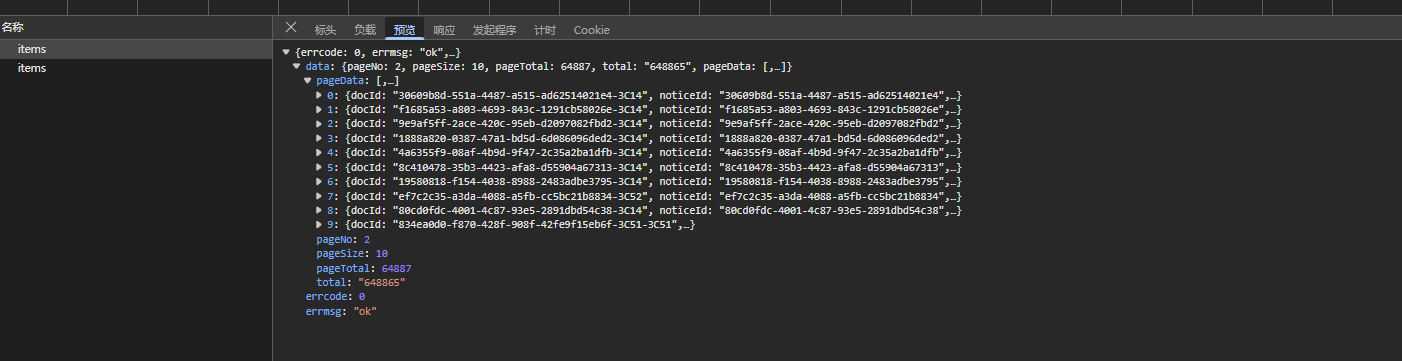 名称
标头 负载 预览 响应 发起程序 计时 Cookie
items
items
{errcode: 0, errmsg: "ok",…}
data: {pageNo: 2, pageSize: 10, pageTotal: 64887, total: "648865", pageData: [,…]}
pageData: [,…]
0: {docId: "30609b8d-551a-4487-a515-ad62514021e4-3C14", noticeId: "30609b8d-551a-4487-a515-ad62514021e4",…}
1: {docId: "f1685a53-a803-4693-843c-1291cb58026e-3C14", noticeId: "f1685a53-a803-4693-843c-1291cb58026e",…}
2: {docId: "9e9af5ff-2ace-420c-95eb-d2097082fbd2-3C14", noticeId: "9e9af5ff-2ace-420c-95eb-d2097082fbd2",…}
3: {docId: "1888a820-0387-47a1-bd5d-6d086096ded2-3C14", noticeId: "1888a820-0387-47a1-bd5d-6d086096ded2",…}
4: {docId: "4a6355f9-08af-4b9d-9f47-2c35a2ba1dfb-3C14", noticeId: "4a6355f9-08af-4b9d-9f47-2c35a2ba1dfb",…}
5: {docId: "8c410478-35b3-4423-afa8-d55904a67313-3C14", noticeId: "8c410478-35b3-4423-afa8-d55904a67313",…}
6: {docId: "19580818-f154-4038-8988-2483adbe3795-3C14", noticeId: "19580818-f154-4038-8988-2483adbe3795",…}
7: {docId: "ef7c2c35-a3da-4088-a5fb-cc5bc21b8834-3C52", noticeId: "ef7c2c35-a3da-4088-a5fb-cc5bc21b8834",…}
8: {docId: "80cd0fdc-4001-4c87-93e5-2891dbd54c38-3C14", noticeId: "80cd0fdc-4001-4c87-93e5-2891dbd54c38",…}
9: {docId: "834ea0d0-f870-428f-908f-42fe9f15eb6f-3C51-3C51",…}
pageNo: 2
pageSize: 10
pageTotal: 64887
total: "648865"
errcode: 0
errmsg: "ok"